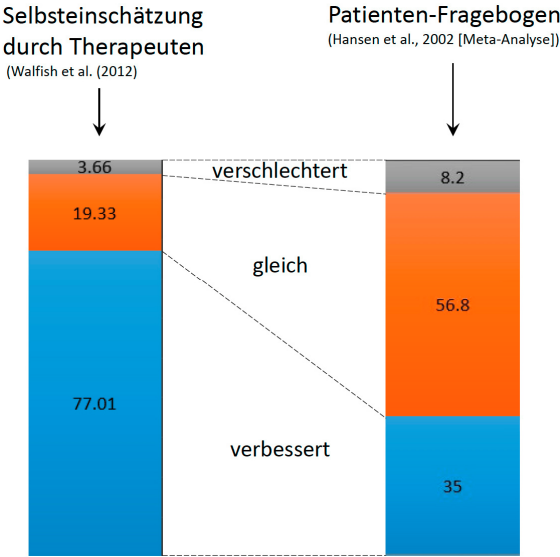 Selbsteinschätzung
durch Therapeuten
(Walfish et al. (2012)
Patienten-Fragebogen
(Hansen et al., 2002 [Meta-Analyse])
3.66
verschlechtert
8.2
19.33
gleich
56.8
77.01
verbessert
35